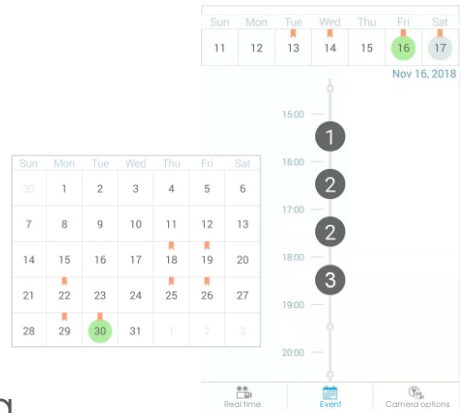 Sun Mon Tue Wed Thu Fri Sat
11 12 13 14 15 16 17
Nov 16, 2018
15:00
1
16:00
2
17:00
2
18:00
3
19:00
20:00
Real time Event Camera options
Sun Mon Tue Wed Thu Fri Sat
30 1 2 3 4 5 6
7 8 9 10 11 12 13
14 15 16 17 18 19 20
21 22 23 24 25 26 27
28 29 30 31 1 2 3